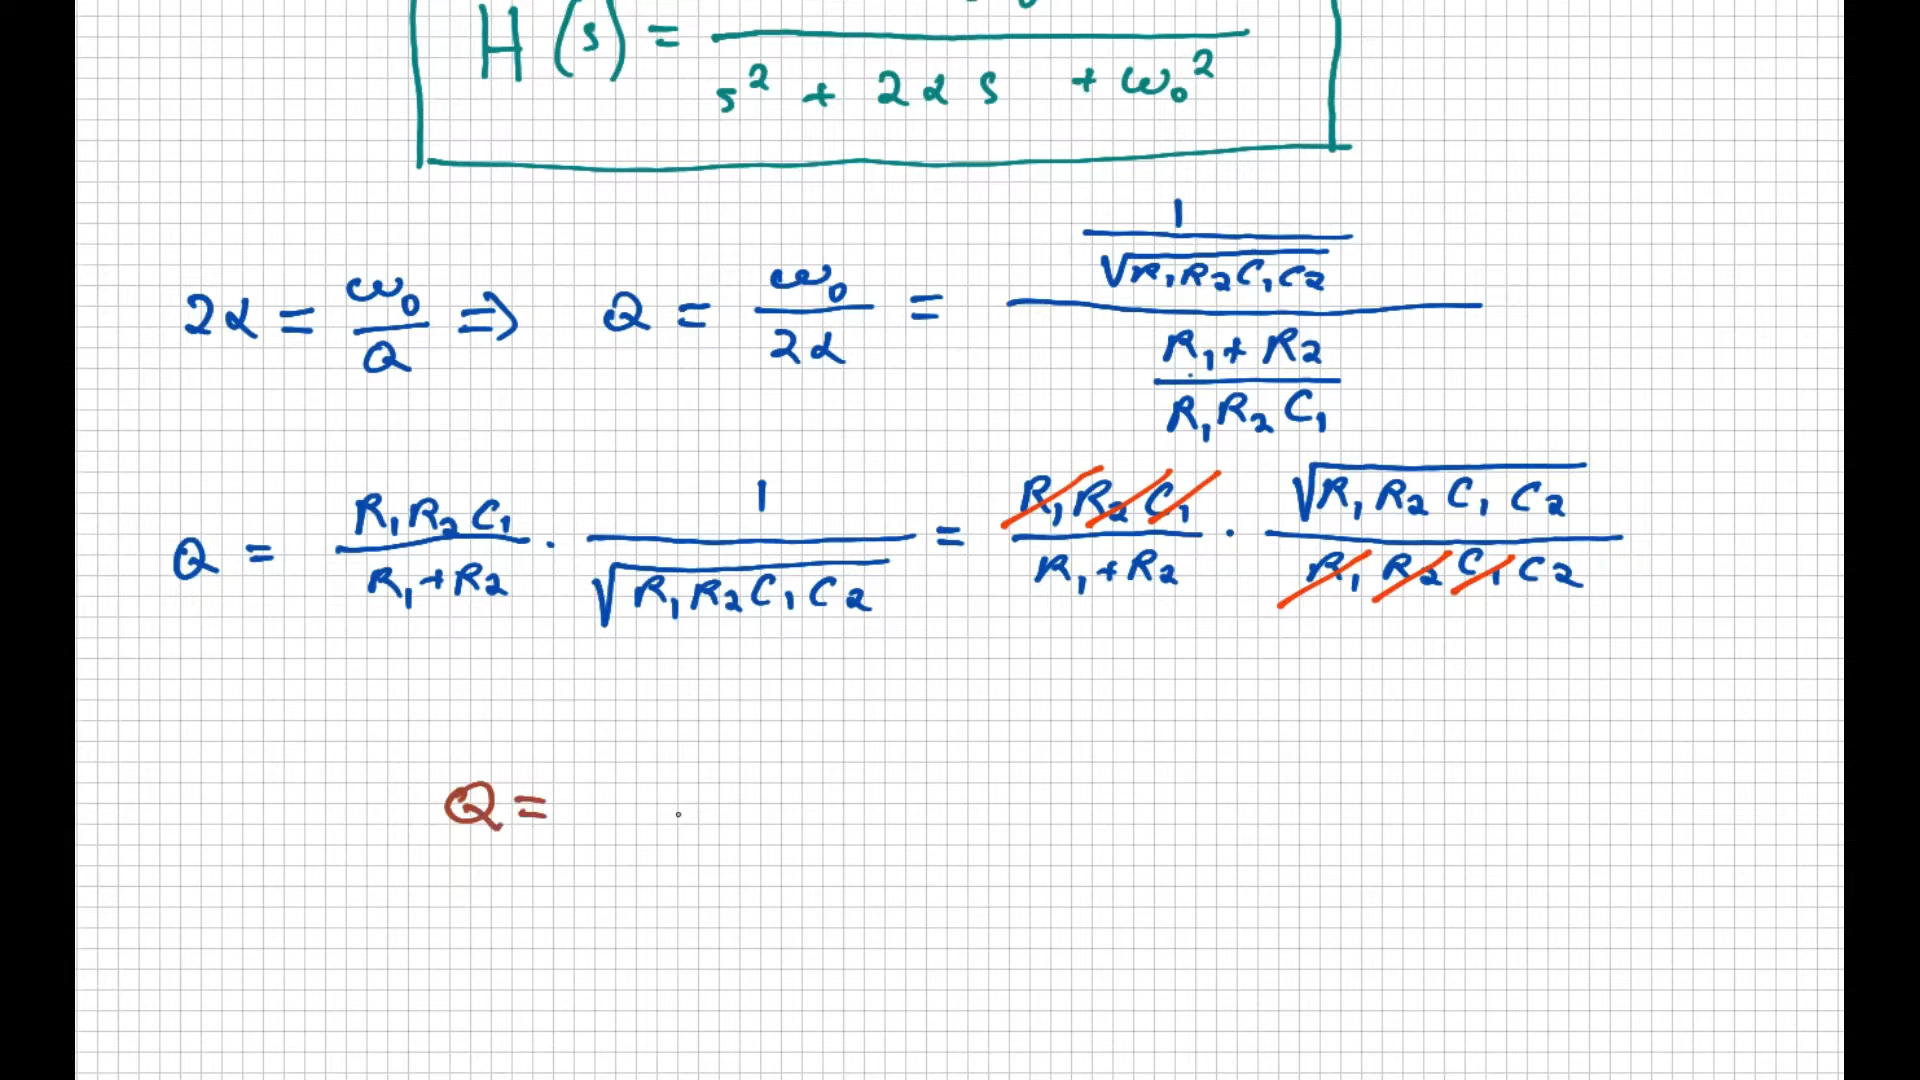 H(s) = ―――
s² + 2αs + ω₀²
2α = ω₀/Q ⇒ Q = ω₀/2α = (1/√(R₁R₂C₁C₂)) / ((R₁+R₂)/(R₁R₂C₁))
Q = (R₁R₂C₁)/(R₁+R₂) · 1/√(R₁R₂C₁C₂) = (R₁R₂C₁)/(R₁+R₂) · √(R₁R₂C₁C₂)/(R₁R₂C₁C₂)
Q =